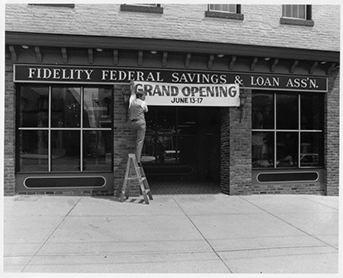 FIDELITY FEDERAL SAVINGS & LOAN ASS'N.
GRAND OPENING
JUNE 13-17